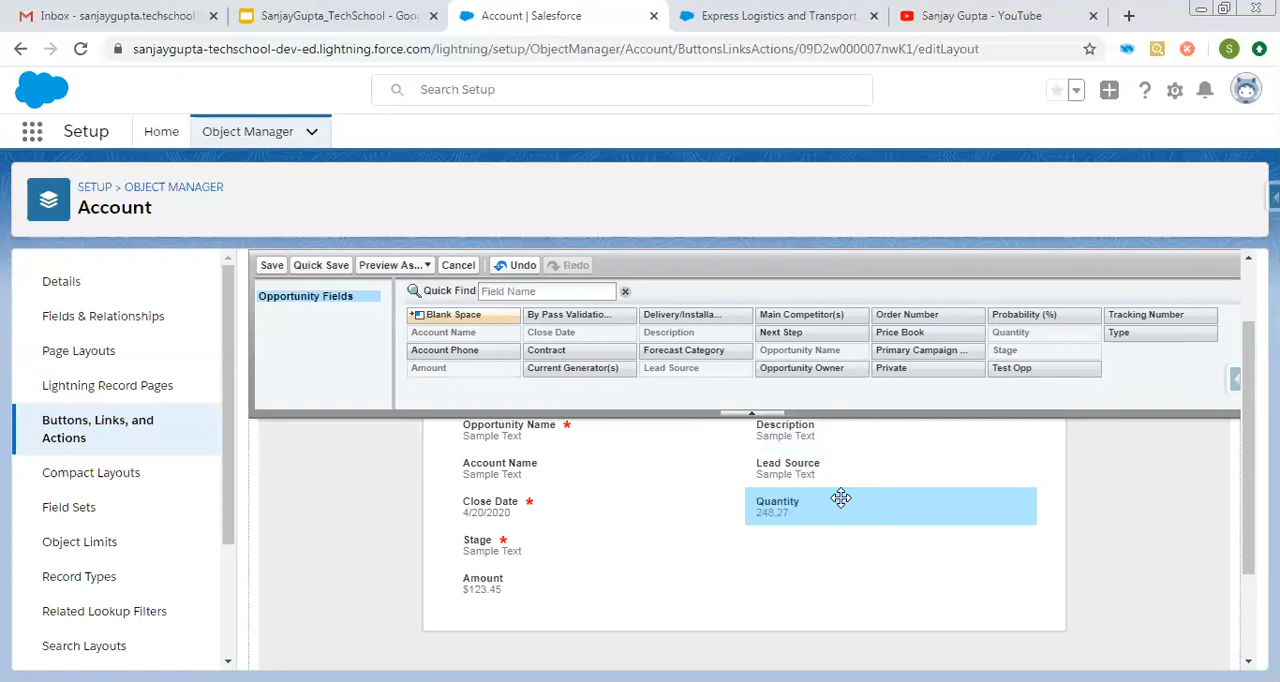 Inbox - sanjaygupta.techschool
SanjayGupta_TechSchool - Goo
Account | Salesforce
Express Logistics and Transport.
Sanjay Gupta - YouTube
sanjaygupta-techschool-dev-ed.lightning.force.com/lightning/setup/ObjectManager/Account/ButtonsLinksActions/09D2w000007nwK1/editLayout
S
Search Setup
Setup
Home
Object Manager
SETUP > OBJECT MANAGER
Account
Details
Fields & Relationships
Page Layouts
Lightning Record Pages
Buttons, Links, and
Actions
Compact Layouts
Field Sets
Object Limits
Record Types
Related Lookup Filters
Search Layouts
Save
Quick Save
Preview As...
Cancel
Undo
Redo
Opportunity Fields
Quick Find
Field Name
Blank Space
By Pass Validatio...
Delivery/Installa...
Main Competitor(s)
Order Number
Probability (%)
Tracking Number
Account Name
Close Date
Description
Next Step
Price Book
Quantity
Type
Account Phone
Contract
Forecast Category
Opportunity Name
Primary Campaign ...
Stage
Amount
Current Generator(s)
Lead Source
Opportunity Owner
Private
Test Opp
Opportunity Name *
Sample Text
Description
Sample Text
Account Name
Sample Text
Lead Source
Sample Text
Close Date *
4/20/2020
Quantity
248.27
Stage *
Sample Text
Amount
$123.45